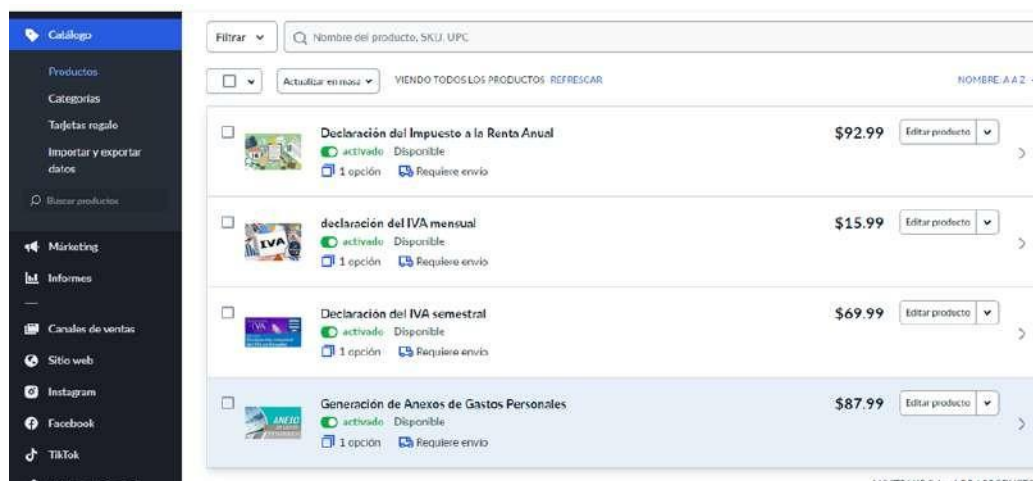 Catálogo
Productos
Categorías
Tarjetas regalo
Importar y exportar
datos
Buscar productos
Márketing
Informes
Canales de ventas
Sitio web
Instagram
Facebook
TikTok
Filtrar
Nombre del producto, SKU, UPC
Actualizar en masa
VIENDO TODOS LOS PRODUCTOS REFRESCAR
NOMBRE: A A Z
Declaración del Impuesto a la Renta Anual
activado Disponible
1 opción Requiere envío
$92.99 Editar producto
IVA
declaración del IVA mensual
activado Disponible
1 opción Requiere envío
$15.99 Editar producto
IVA
Declaración del IVA semestral
activado Disponible
1 opción Requiere envío
$69.99 Editar producto
ANEXO
Generación de Anexos de Gastos Personales
activado Disponible
1 opción Requiere envío
$87.99 Editar producto